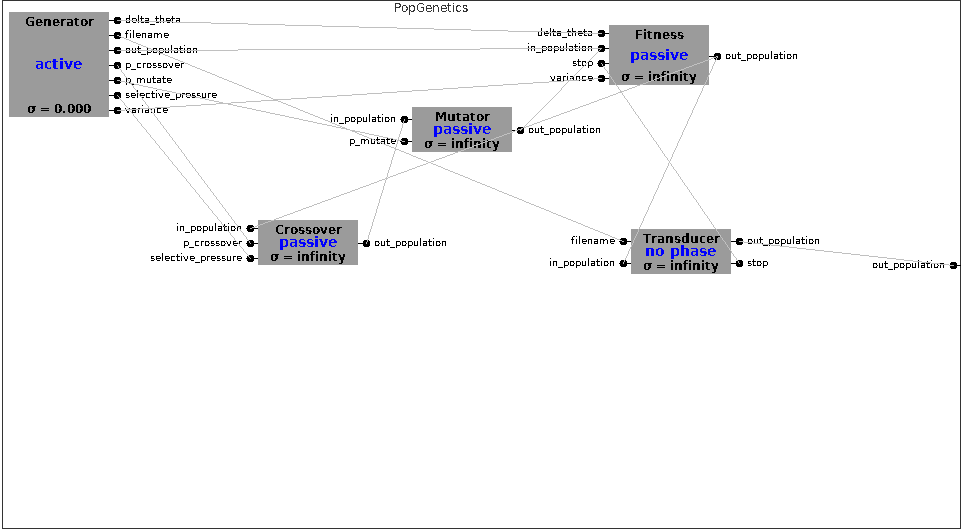 PopGenetics
Generator
active
σ = 0.000
delta_theta
filename
out_population
p_crossover
p_mutate
selective_pressure
variance
delta_theta
in_population
stop
variance
Fitness
passive
σ = infinity
out_population
in_population
p_mutate
Mutator
passive
σ = infinity
out_population
in_population
p_crossover
selective_pressure
Crossover
passive
σ = infinity
out_population
filename
in_population
Transducer
no phase
σ = infinity
out_population
stop
out_population